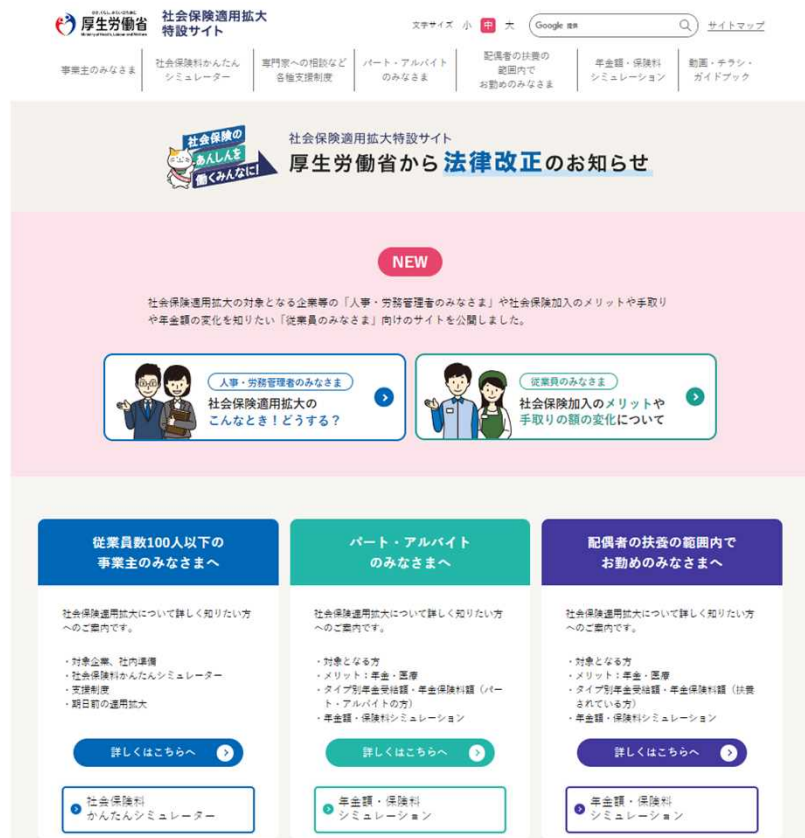 厚生労働省
社会保険適用拡大
特設サイト
文字サイズ 小 中 大
Google 提供
サイトマップ
事業主のみなさま
社会保険料かんたん
シミュレーター
専門家への相談など
各種支援制度
パート・アルバイト
のみなさま
配偶者の扶養の
範囲内で
お勤めのみなさま
年金額・保険料
シミュレーション
動画・チラシ・
ガイドブック
社会保険の
あんしんを
働くみんなに!
社会保険適用拡大特設サイト
厚生労働省から法律改正のお知らせ
NEW
社会保険適用拡大の対象となる企業等の「人事・労務管理者のみなさま」や社会保険加入のメリットや手取り
や年金額の変化を知りたい「従業員のみなさま」向けのサイトを公開しました。
人事・労務管理者のみなさま
社会保険適用拡大の
こんなとき!どうする?
従業員のみなさま
社会保険加入のメリットや
手取りの額の変化について
従業員数100人以下の
事業主のみなさまへ
社会保険適用拡大について詳しく知りたい方
へのご案内です。
・対象企業、社内準備
・社会保険料かんたんシミュレーター
・支援制度
・期日前の適用拡大
詳しくはこちらへ
社会保険料
かんたんシミュレーター
パート・アルバイト
のみなさまへ
社会保険適用拡大について詳しく知りたい方
へのご案内です。
・対象となる方
・メリット:年金・医療
・タイプ別年金受給額・年金保険料額(パー
ト・アルバイトの方)
・年金額・保険料シミュレーション
詳しくはこちらへ
年金額・保険料
シミュレーション
配偶者の扶養の範囲内で
お勤めのみなさまへ
社会保険適用拡大について詳しく知りたい方
へのご案内です。
・対象となる方
・メリット:年金・医療
・タイプ別年金受給額・年金保険料額(扶養
されている方)
・年金額・保険料シミュレーション
詳しくはこちらへ
年金額・保険料
シミュレーション